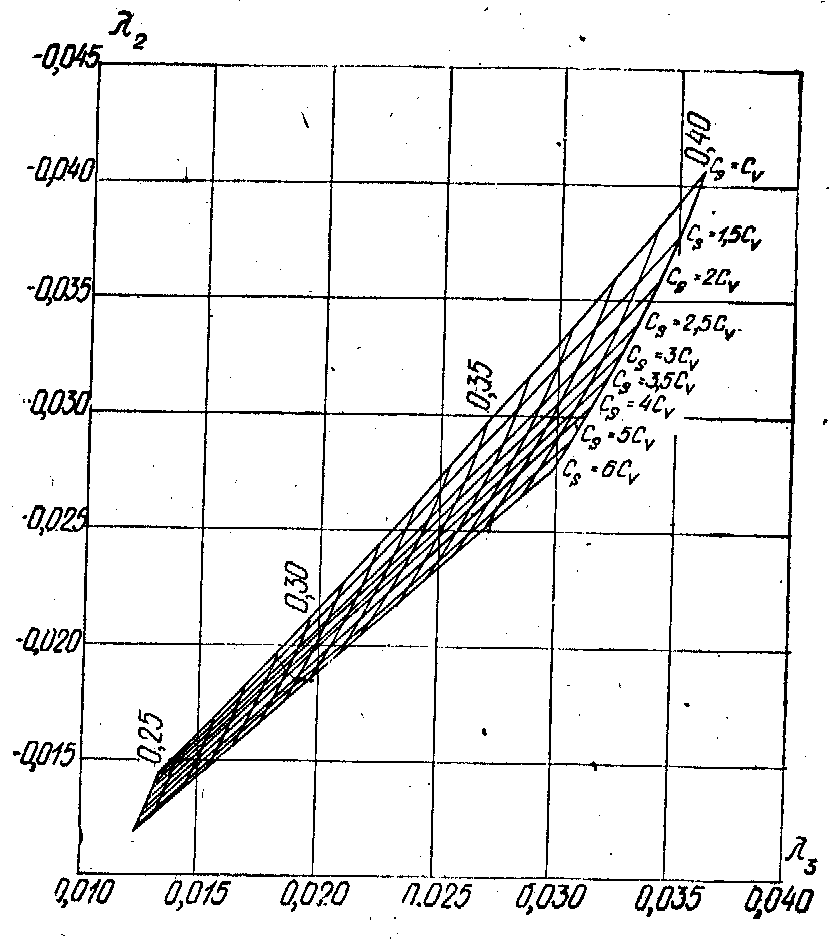 λ₂
-0,045
0,40
-0,040
Cₛ = Cᵥ
Cₛ = 1,5Cᵥ
Cₛ = 2Cᵥ
-0,035
Cₛ = 2,5Cᵥ
Cₛ = 3Cᵥ
0,35
Cₛ = 3,5Cᵥ
-0,030
Cₛ = 4Cᵥ
Cₛ = 5Cᵥ
Cₛ = 6Cᵥ
-0,025
0,30
-0,020
0,25
-0,015
λ₃
0,010 0,015 0,020 0.025 0,030 0,035 0,040